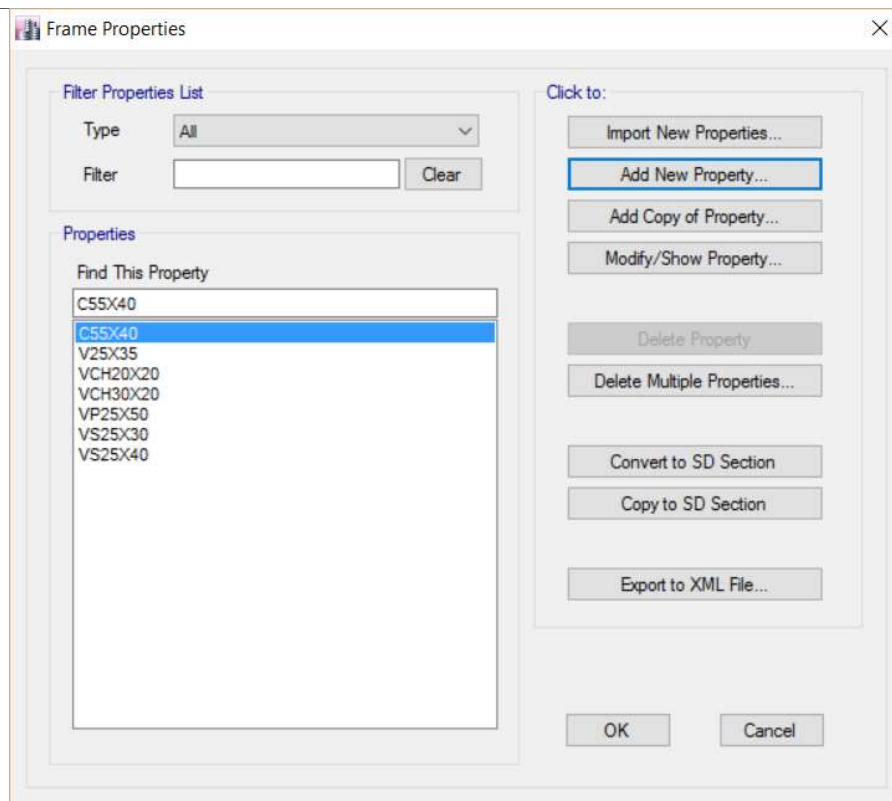 Frame Properties
Filter Properties List
Type
All
Filter
Clear
Properties
Find This Property
C55X40
C55X40
V25X35
VCH20X20
VCH30X20
VP25X50
VS25X30
VS25X40
Click to:
Import New Properties...
Add New Property...
Add Copy of Property...
Modify/Show Property...
Delete Property
Delete Multiple Properties...
Convert to SD Section
Copy to SD Section
Export to XML File...
OK
Cancel